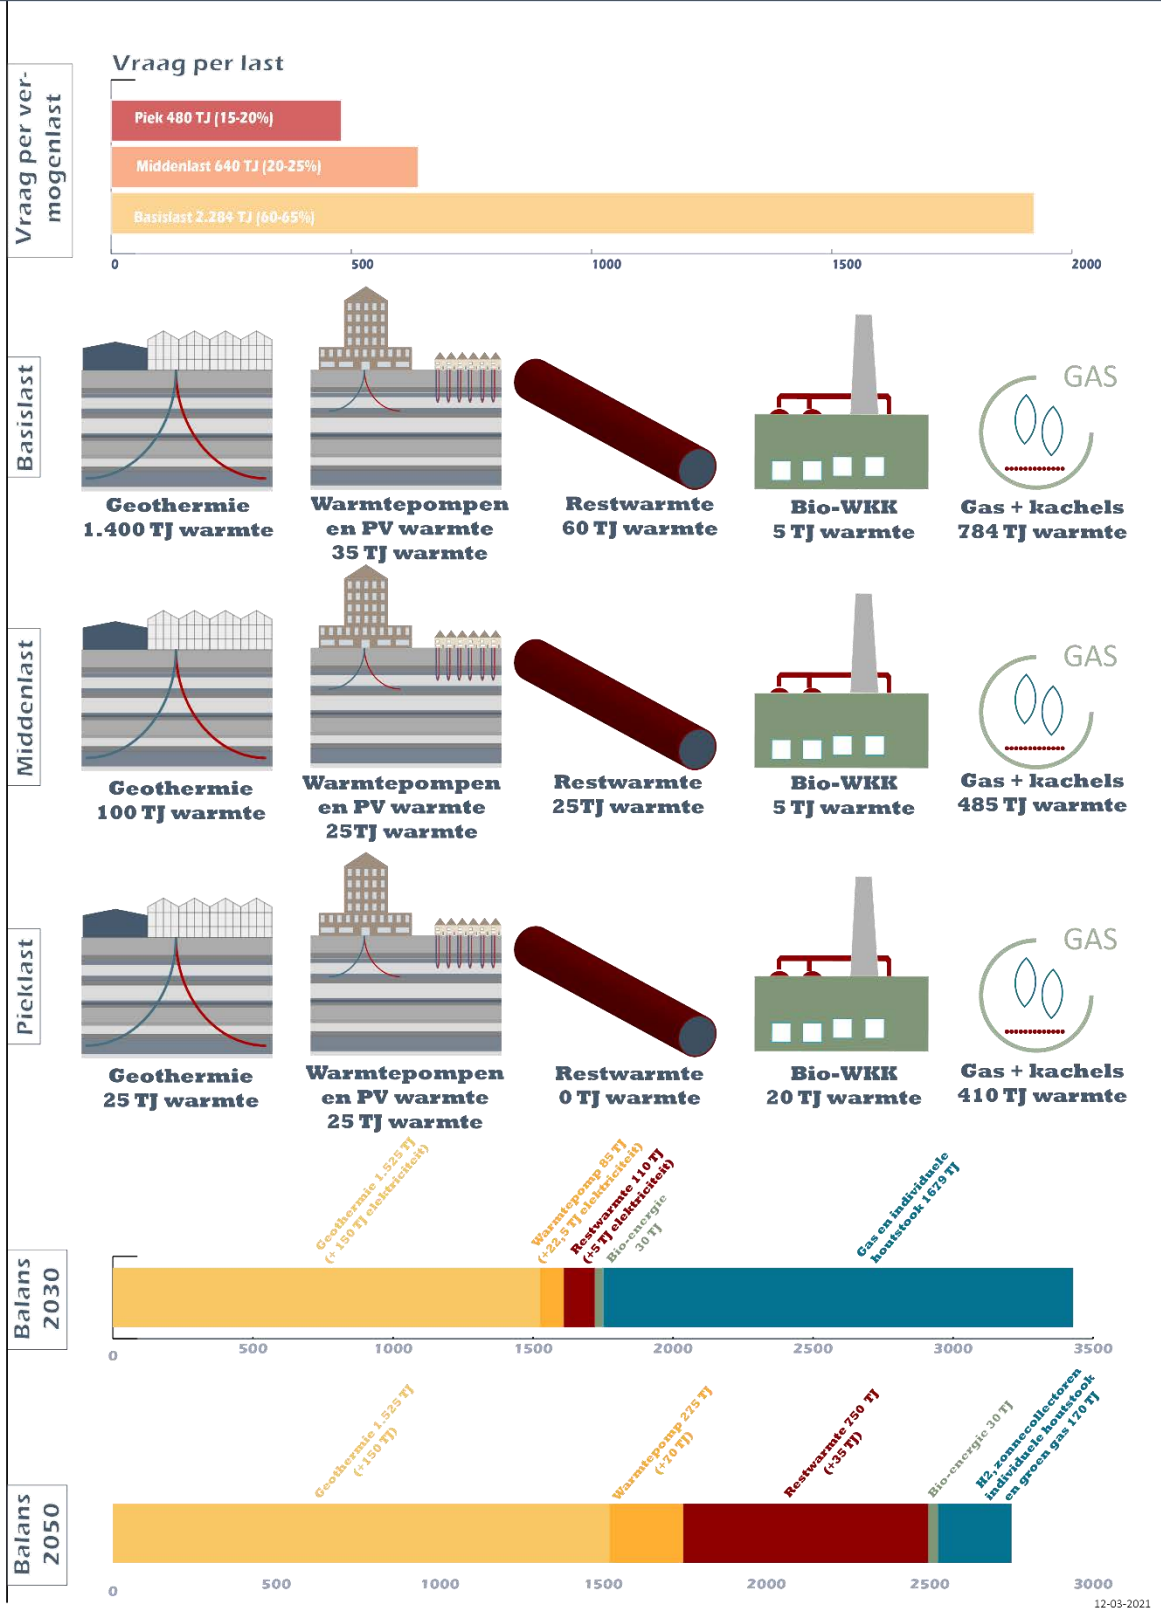 Vraag per ver-
mogenlast
Vraag per last
Piek 480 TJ (15-20%)
Middenlast 640 TJ (20-25%)
Basislast 2.284 TJ (60-65%)
0 500 1000 1500 2000
Basislast
GAS
Geothermie
1.400 TJ warmte
Warmtepompen
en PV warmte
35 TJ warmte
Restwarmte
60 TJ warmte
Bio-WKK
5 TJ warmte
Gas + kachels
784 TJ warmte
Middenlast
GAS
Geothermie
100 TJ warmte
Warmtepompen
en PV warmte
25TJ warmte
Restwarmte
25TJ warmte
Bio-WKK
5 TJ warmte
Gas + kachels
485 TJ warmte
Pieklast
GAS
Geothermie
25 TJ warmte
Warmtepompen
en PV warmte
25 TJ warmte
Restwarmte
0 TJ warmte
Bio-WKK
20 TJ warmte
Gas + kachels
410 TJ warmte
Balans
2030
Geothermie 1.525 TJ
(+ 150 TJ elektriciteit)
Warmtepomp 85 TJ
(+22,5 TJ elektriciteit)
Restwarmte 110 TJ
(+5 TJ elektriciteit)
Bio-energie
30 TJ
Gas en individuele
houtstook 1679 TJ
0 500 1000 1500 2000 2500 3000 3500
Balans
2050
Geothermie 1.525 TJ
(+150 TJ)
Warmtepomp 275 TJ
(+70 TJ)
Restwarmte 750 TJ
(+35 TJ)
Bio-energie 30 TJ
H2, zonnecollectoren
individuele houtstook
en groen gas 170 TJ
0 500 1000 1500 2000 2500 3000
12-03-2021